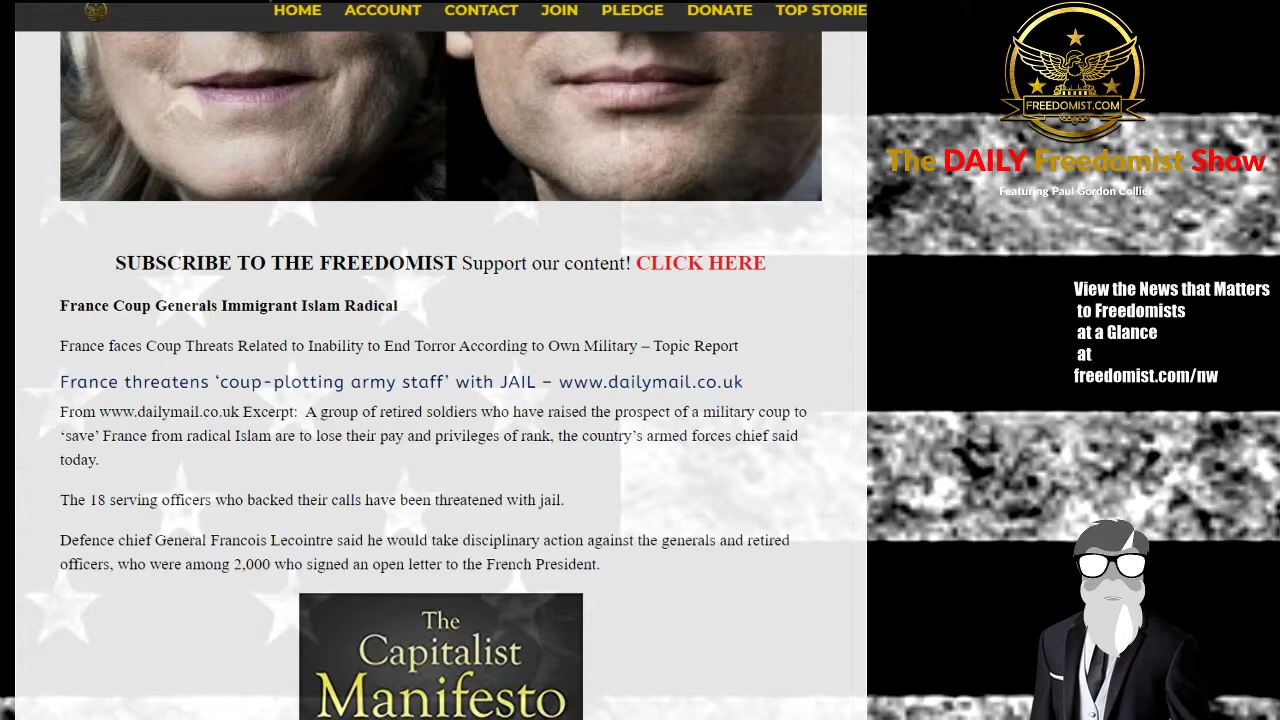 HOME ACCOUNT CONTACT JOIN PLEDGE DONATE TOP STORIE
FREEDOMIST.COM
The DAILY Freedomist Show
Featuring Paul Gordon Collier
SUBSCRIBE TO THE FREEDOMIST Support our content! CLICK HERE
France Coup Generals Immigrant Islam Radical
France faces Coup Threats Related to Inability to End Torror According to Own Military – Topic Report
France threatens ‘coup-plotting army staff’ with JAIL – www.dailymail.co.uk
From www.dailymail.co.uk Excerpt: A group of retired soldiers who have raised the prospect of a military coup to
‘save’ France from radical Islam are to lose their pay and privileges of rank, the country’s armed forces chief said
today.
The 18 serving officers who backed their calls have been threatened with jail.
Defence chief General Francois Lecointre said he would take disciplinary action against the generals and retired
officers, who were among 2,000 who signed an open letter to the French President.
The
Capitalist
Manifesto
View the News that Matters
to Freedomists
at a Glance
at
freedomist.com/nw